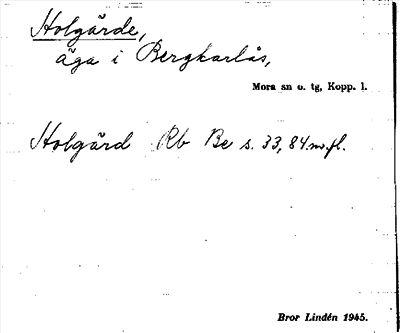 Holgärde,
äga i Bergkarlås,
Mora sn o. tg, Kopp. l.
Holgärd Rb Be s. 33, 84 m.fl.
Bror Lindén 1945.